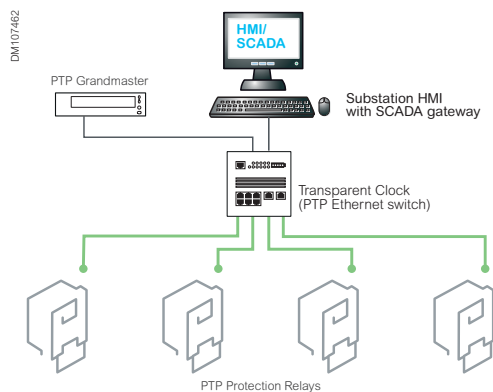 DM107462
HMI/
SCADA
PTP Grandmaster
Substation HMI
with SCADA gateway
Transparent Clock
(PTP Ethernet switch)
PTP Protection Relays